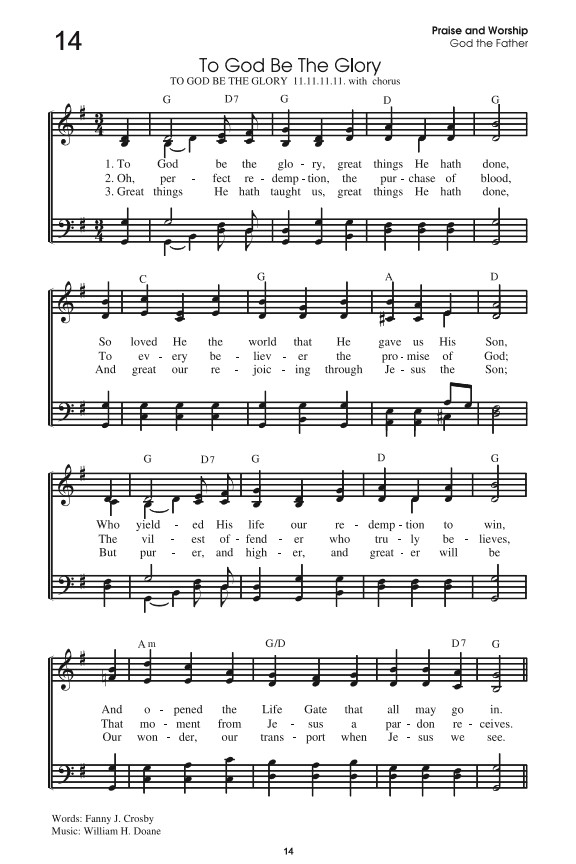 14
Praise and Worship
God the Father
To God Be The Glory
TO GOD BE THE GLORY 11.11.11.11. with chorus
G D7 G D G
1. To God be the glo - ry, great things He hath done,
2. Oh, per - fect re - demp - tion, the pur - chase of blood,
3. Great things He hath taught us, great things He hath done,
C G A D
So loved He the world that He gave us His Son,
To ev - ery be - liev - er the pro - mise of God;
And great our re - joic - ing through Je - sus the Son;
G D7 G D G
Who yield - ed His life our re - demp - tion to win,
The vil - est of - fend - er who tru - ly be - lieves,
But pur - er, and high - er, and great - er will be
Am G/D D7 G
And o - pened the Life Gate that all may go in.
That mo - ment from Je - sus a par - don re - ceives.
Our won - der, our trans - port when Je - sus we see.
Words: Fanny J. Crosby
Music: William H. Doane
14